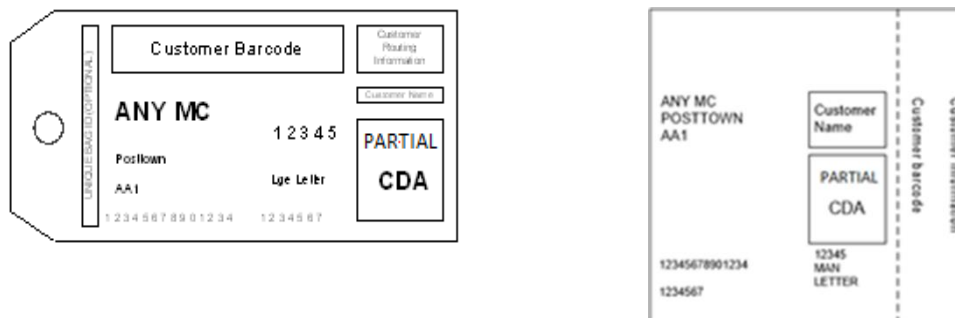 UNIQUE BAG ID (OPTIONAL)
Customer Barcode
Customer
Routing
Information
Customer Name
ANY MC
12345
PARTIAL
CDA
Posttown
Lge Letter
AA1
12345678901234
1234567
ANY MC
POSTTOWN
AA1
Customer
Name
PARTIAL
CDA
12345
MAN
LETTER
12345678901234
1234567
Customer barcode